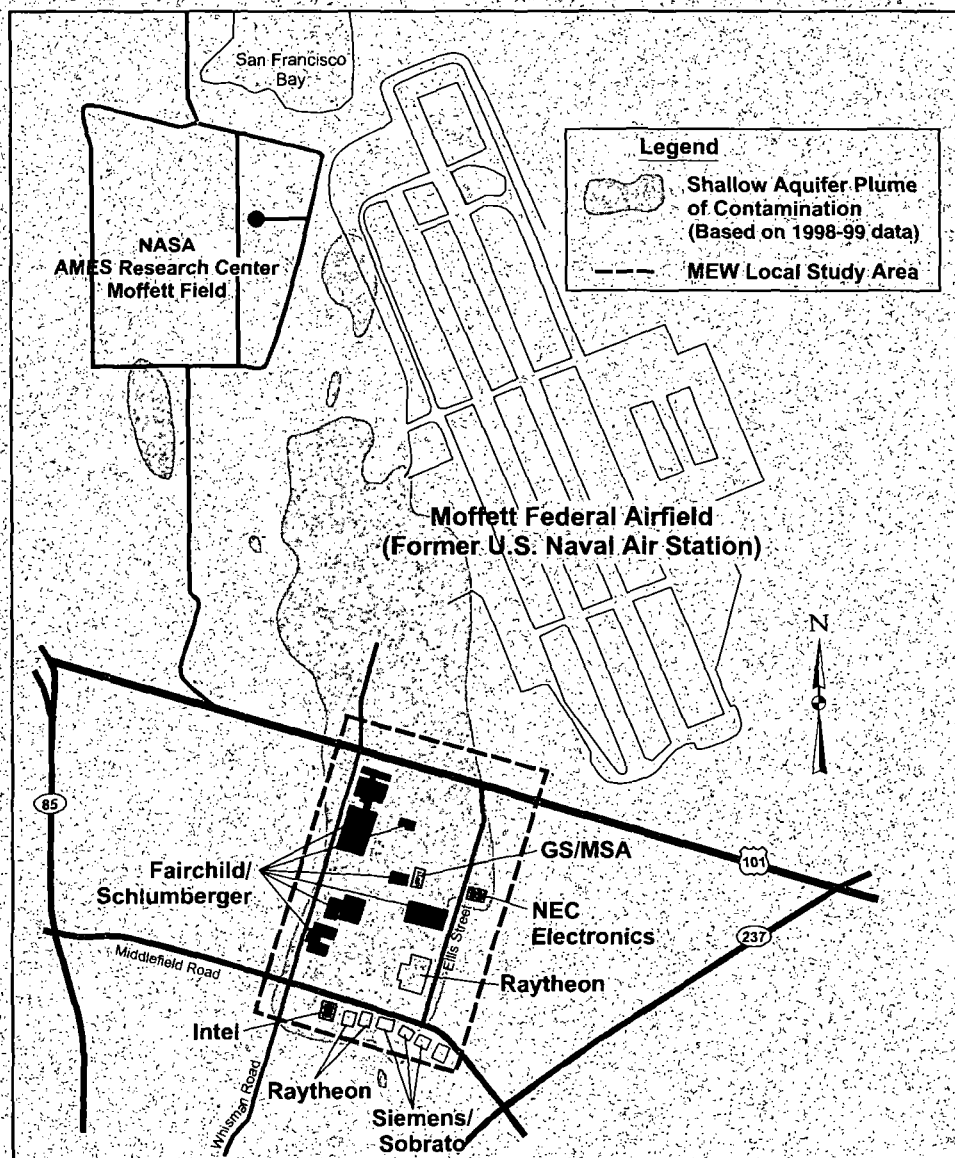 San Francisco
Bay
Legend
Shallow Aquifer Plume
of Contamination
(Based on 1998-99 data)
MEW Local Study Area
NASA
AMES Research Center
Moffett Field
Moffett Federal Airfield
(Former U.S. Naval Air Station)
N
85
101
237
GS/MSA
Fairchild/
Schlumberger
NEC
Electronics
Ellis Street
Middlefield Road
Raytheon
Intel
Raytheon
Whisman Road
Siemens/
Sobrato